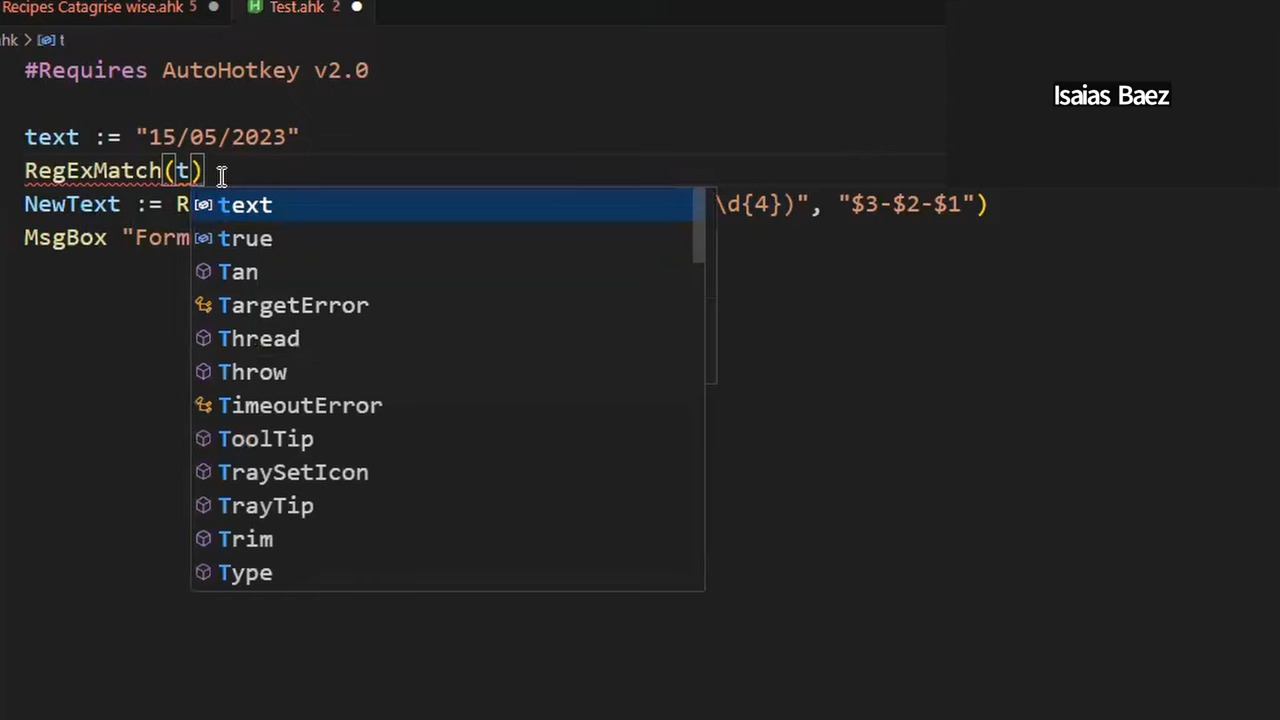 Recipes Catagrise wise.ahk 5
Test.ahk 2
ahk > t
#Requires AutoHotkey v2.0
Isaias Baez
text := "15/05/2023"
RegExMatch(t)
NewText := R \d{4})", "$3-$2-$1")
MsgBox "Form
text
true
Tan
TargetError
Thread
Throw
TimeoutError
ToolTip
TraySetIcon
TrayTip
Trim
Type